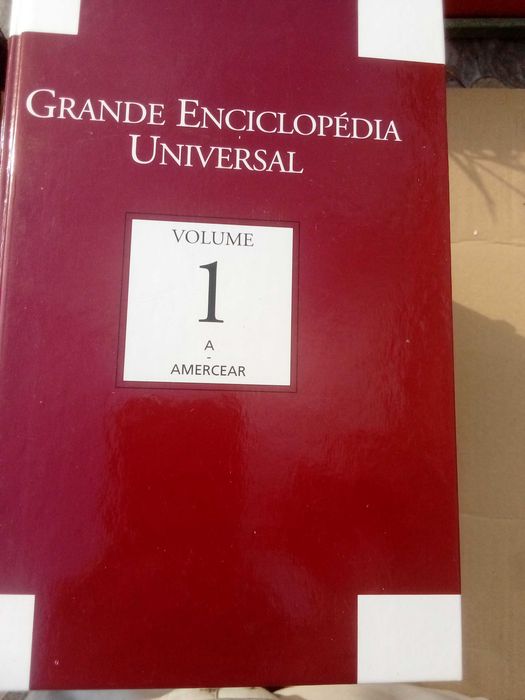 GRANDE ENCICLOPÉDIA
UNIVERSAL
VOLUME
1
A
-
AMERCEAR